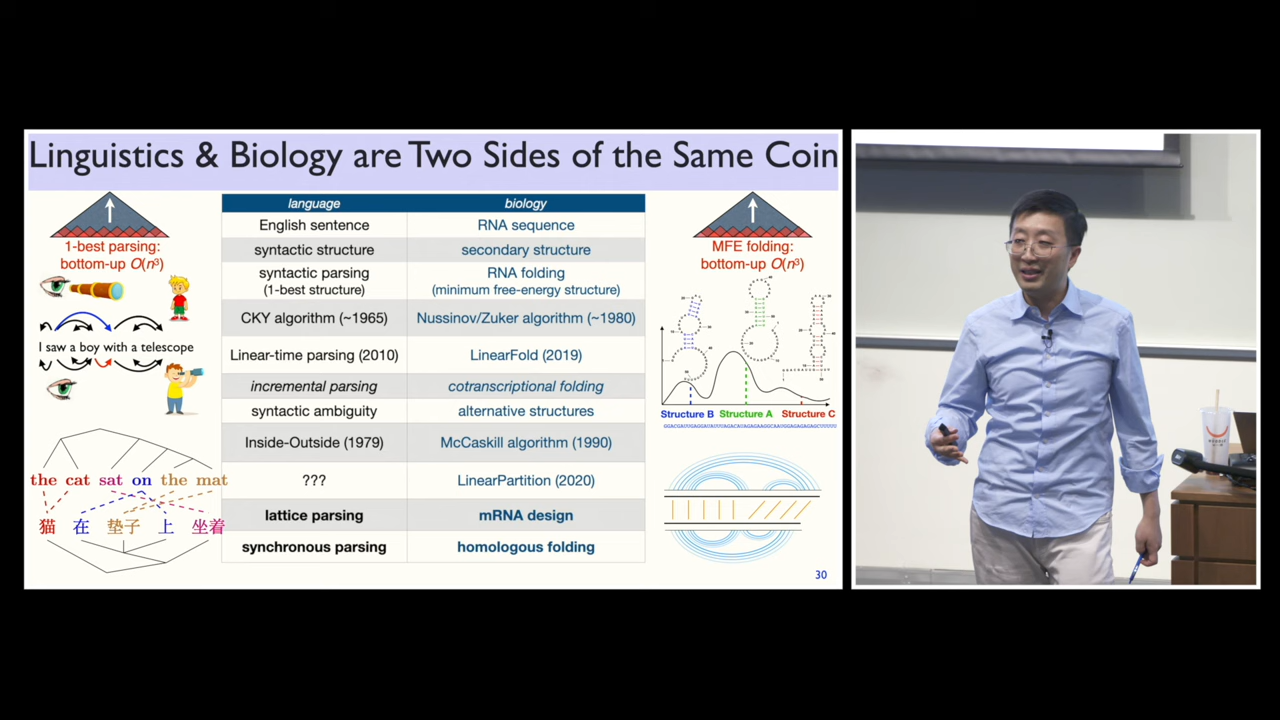 Linguistics & Biology are Two Sides of the Same Coin
1-best parsing:
bottom-up O(n³)
I saw a boy with a telescope
the cat sat on the mat
猫 在 垫子 上 坐着
language biology
English sentence RNA sequence
syntactic structure secondary structure
syntactic parsing RNA folding
(1-best structure) (minimum free-energy structure)
CKY algorithm (~1965) Nussinov/Zuker algorithm (~1980)
Linear-time parsing (2010) LinearFold (2019)
incremental parsing cotranscriptional folding
syntactic ambiguity alternative structures
Inside-Outside (1979) McCaskill algorithm (1990)
??? LinearPartition (2020)
lattice parsing mRNA design
synchronous parsing homologous folding
MFE folding:
bottom-up O(n³)
Structure B Structure A Structure C
30